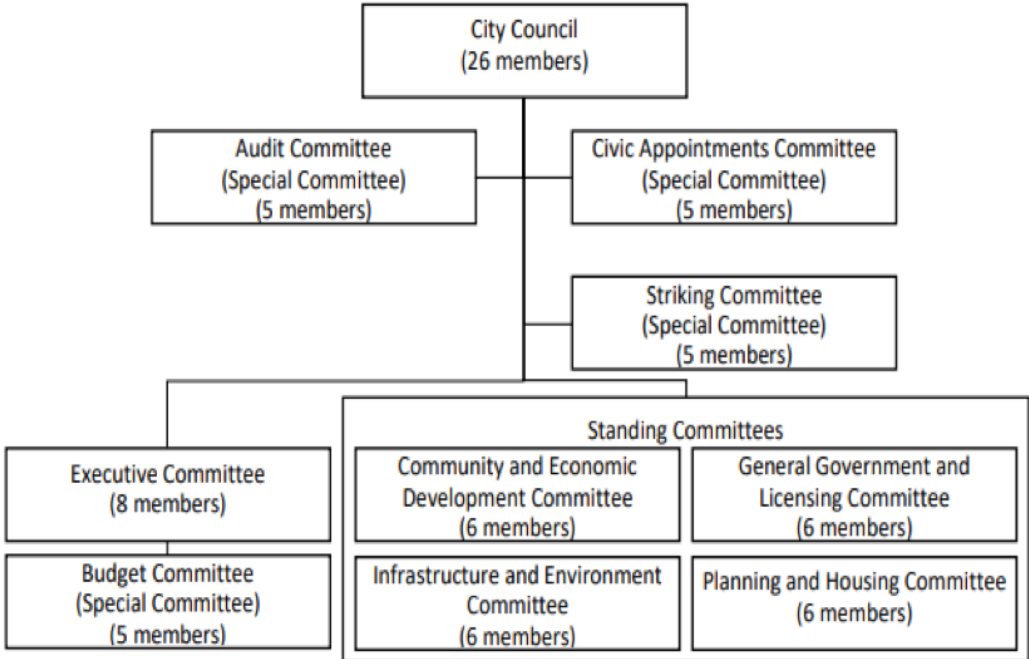 City Council
(26 members)
Audit Committee
(Special Committee)
(5 members)
Civic Appointments Committee
(Special Committee)
(5 members)
Striking Committee
(Special Committee)
(5 members)
Executive Committee
(8 members)
Budget Committee
(Special Committee)
(5 members)
Standing Committees
Community and Economic
Development Committee
(6 members)
General Government and
Licensing Committee
(6 members)
Infrastructure and Environment
Committee
(6 members)
Planning and Housing Committee
(6 members)